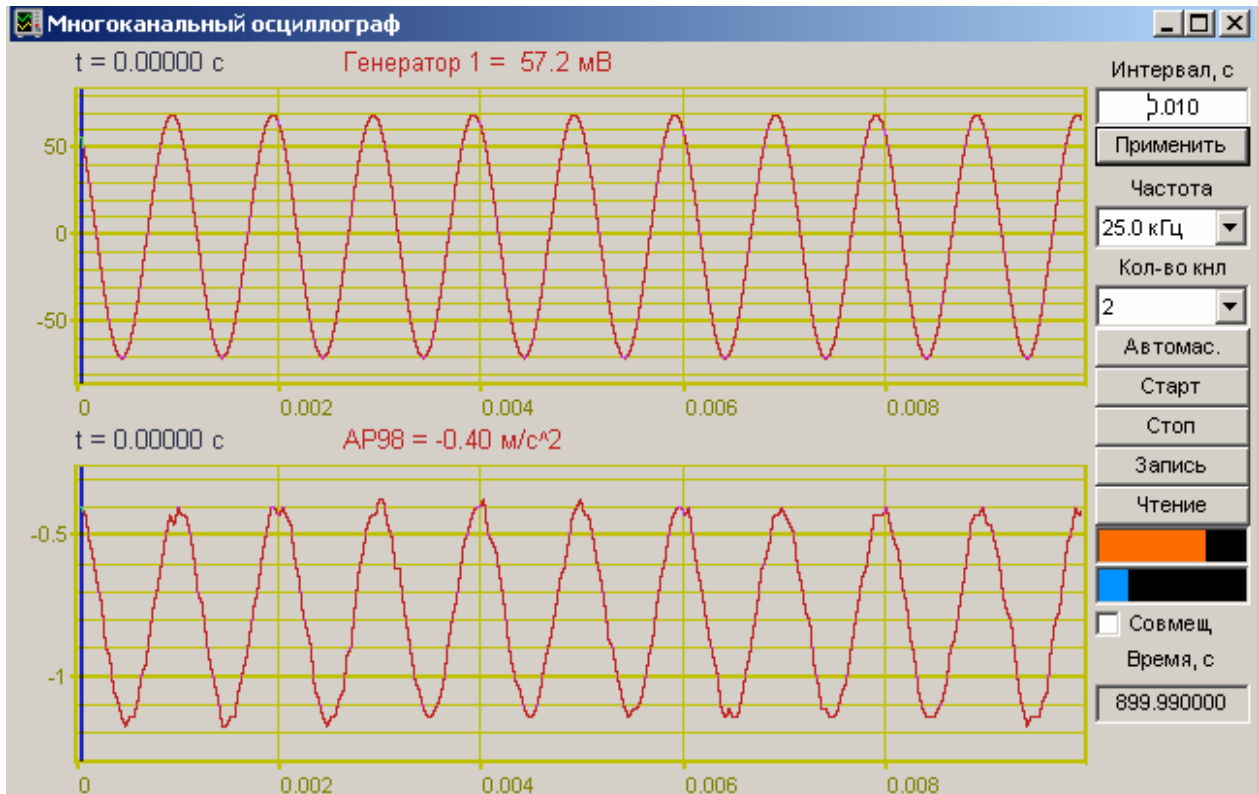 Многоканальный осциллограф
t = 0.00000 c Генератор 1 = 57.2 мВ
50
0
-50
0 0.002 0.004 0.006 0.008
t = 0.00000 c AP98 = -0.40 м/с^2
-0.5
-1
0 0.002 0.004 0.006 0.008
Интервал, с
.010
Применить
Частота
25.0 кГц
Кол-во кнл
2
Автомас.
Старт
Стоп
Запись
Чтение
Совмещ
Время, с
899.990000